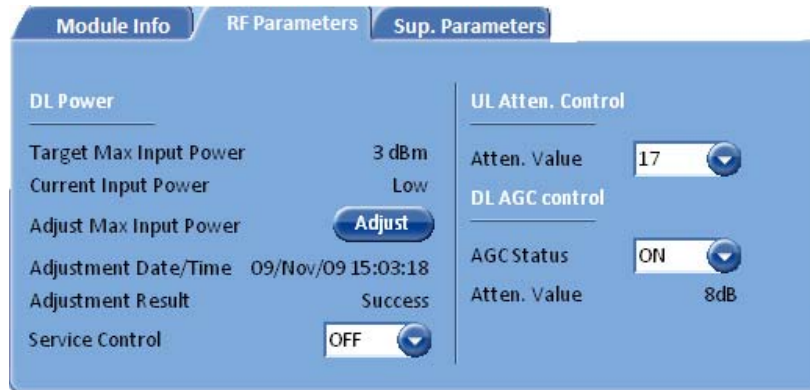 Module Info
RF Parameters
Sup. Parameters
DL Power
Target Max Input Power 3 dBm
Current Input Power Low
Adjust Max Input Power Adjust
Adjustment Date/Time 09/Nov/09 15:03:18
Adjustment Result Success
Service Control OFF
UL Atten. Control
Atten. Value 17
DL AGC control
AGC Status ON
Atten. Value 8dB